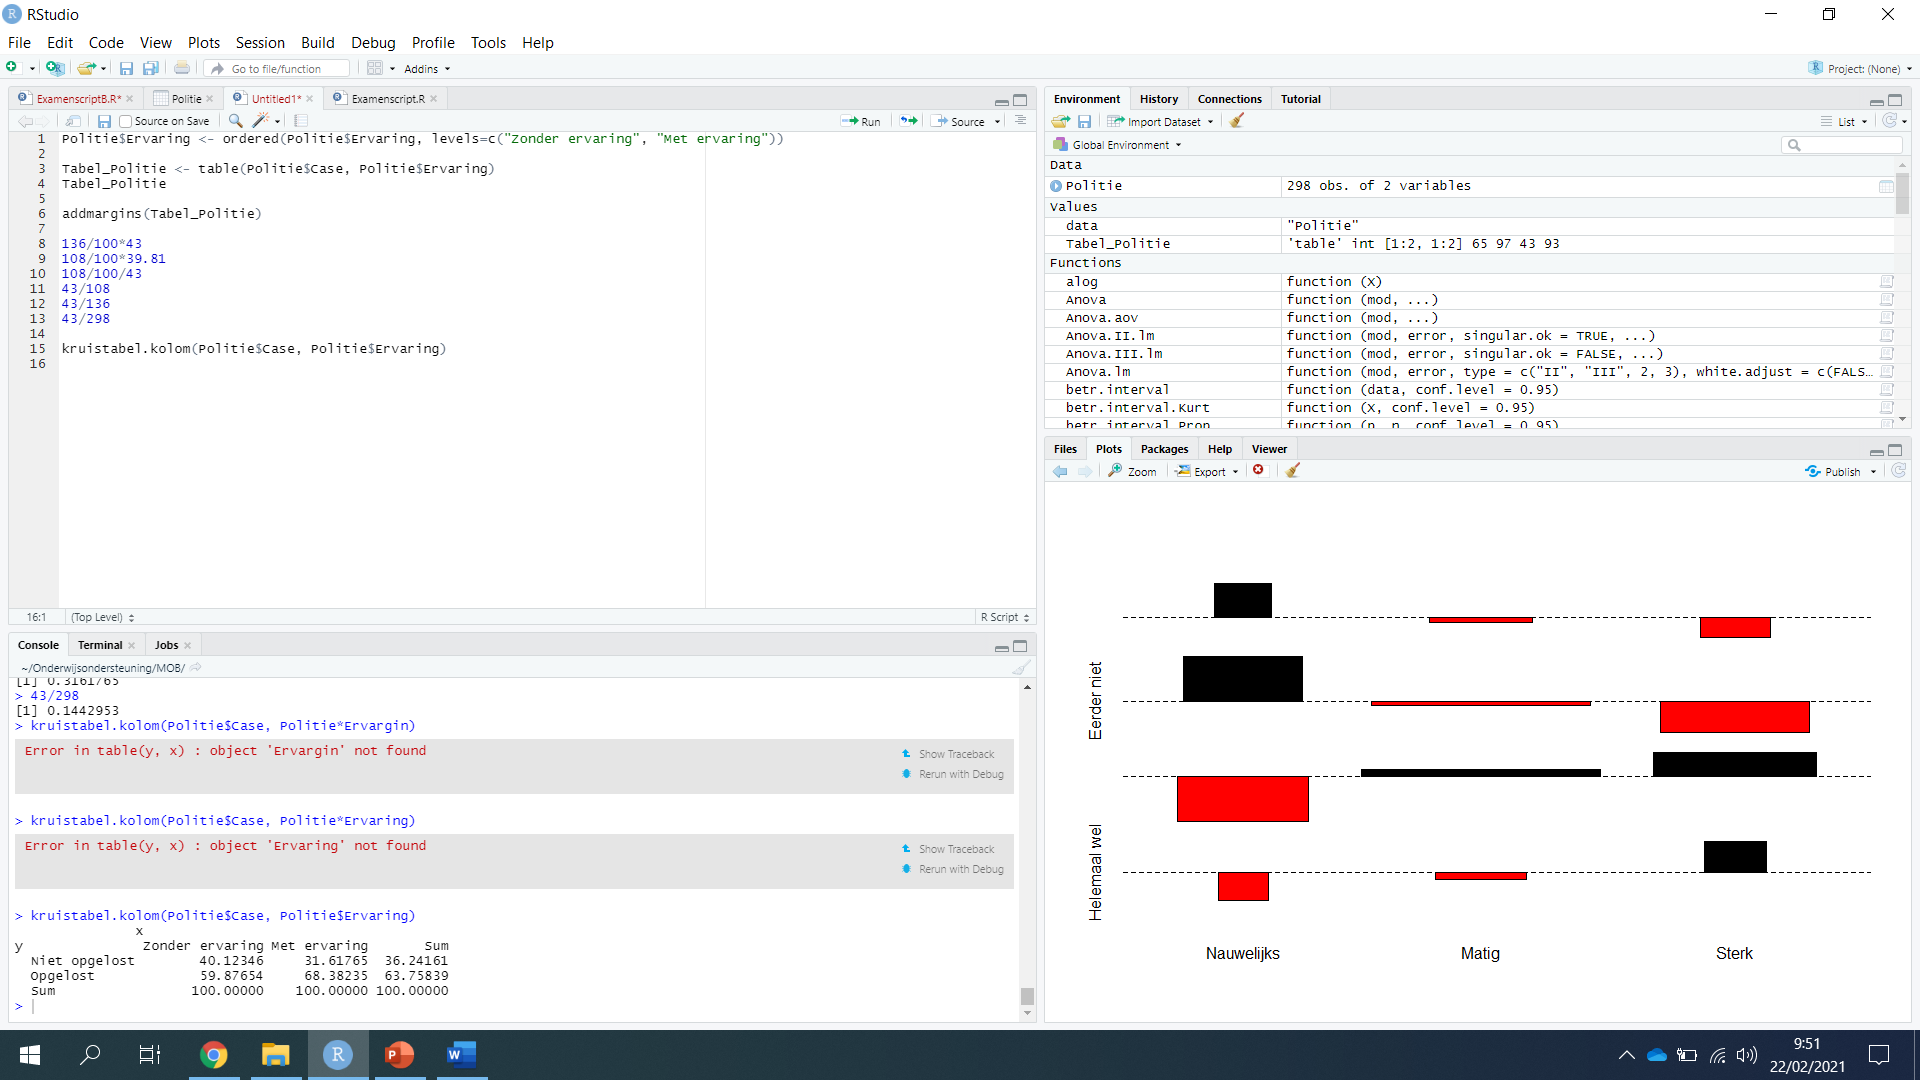 RStudio
File Edit Code View Plots Session Build Debug Profile Tools Help
Go to file/function Addins Project: (None)
ExamenscriptB.R* Politie Untitled1* Examenscript.R
Source on Save Run Source
1 Politie$Ervaring <- ordered(Politie$Ervaring, levels=c("Zonder ervaring", "Met ervaring"))
2
3 Tabel_Politie <- table(Politie$Case, Politie$Ervaring)
4 Tabel_Politie
5
6 addmargins(Tabel_Politie)
7
8 136/100*43
9 108/100*39.81
10 108/100/43
11 43/108
12 43/136
13 43/298
14
15 kruistabel.kolom(Politie$Case, Politie$Ervaring)
16
16:1 (Top Level) R Script
Console Terminal Jobs
~/Onderwijsondersteuning/MOB/
[1] 0.3161765
> 43/298
[1] 0.1442953
> kruistabel.kolom(Politie$Case, Politie*Ervargin)
Error in table(y, x) : object 'Ervargin' not found
Show Traceback
Rerun with Debug
> kruistabel.kolom(Politie$Case, Politie*Ervaring)
Error in table(y, x) : object 'Ervaring' not found
Show Traceback
Rerun with Debug
> kruistabel.kolom(Politie$Case, Politie$Ervaring)
x
y Zonder ervaring Met ervaring Sum
Niet opgelost 40.12346 31.61765 36.24161
Opgelost 59.87654 68.38235 63.75839
Sum 100.00000 100.00000 100.00000
>
Environment History Connections Tutorial
Import Dataset List
Global Environment
Data
Politie 298 obs. of 2 variables
Values
data "Politie"
Tabel_Politie 'table' int [1:2, 1:2] 65 97 43 93
Functions
alog function (x)
Anova function (mod, ...)
Anova.aov function (mod, ...)
Anova.II.lm function (mod, error, singular.ok = TRUE, ...)
Anova.III.lm function (mod, error, singular.ok = FALSE, ...)
Anova.lm function (mod, error, type = c("II", "III", 2, 3), white.adjust = c(FALS…
betr.interval function (data, conf.level = 0.95)
betr.interval.Kurt function (x, conf.level = 0.95)
betr.interval.Prop function (p, n, conf.level = 0.95)
Files Plots Packages Help Viewer
Zoom Export Publish
Eerder niet
Helemaal wel
Nauwelijks Matig Sterk
9:51
22/02/2021